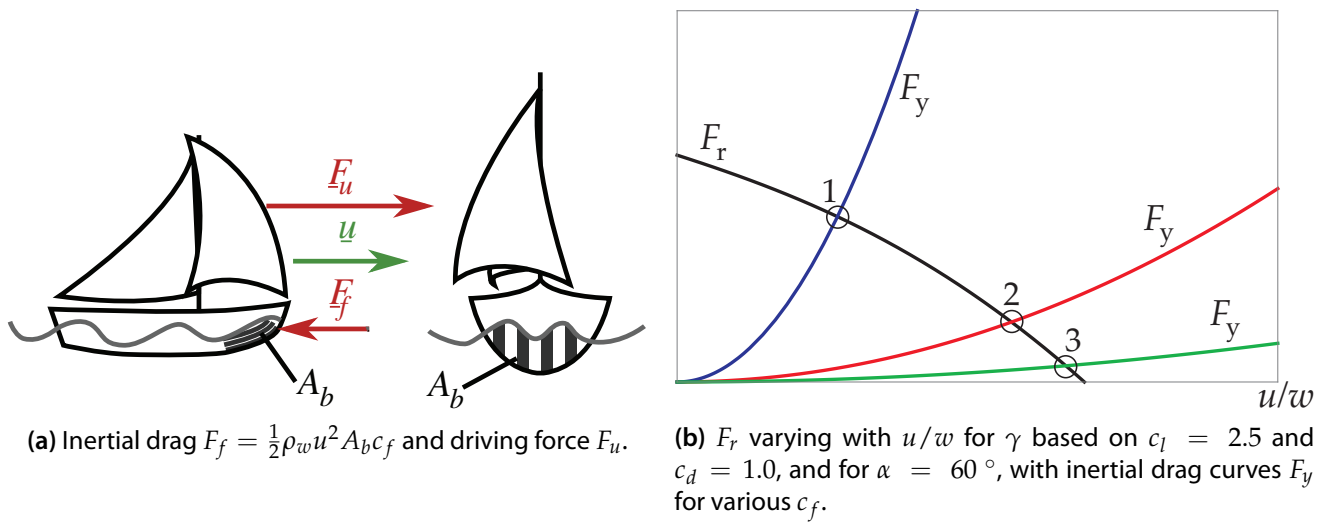 F_u
u
F_f
A_b
A_b
(a) Inertial drag F_f = ½ρ_w u² A_b c_f and driving force F_u.
F_r
F_y
F_y
F_y
1
2
3
u/w
(b) F_r varying with u/w for γ based on c_l = 2.5 and
c_d = 1.0, and for α = 60 °, with inertial drag curves F_y
for various c_f.